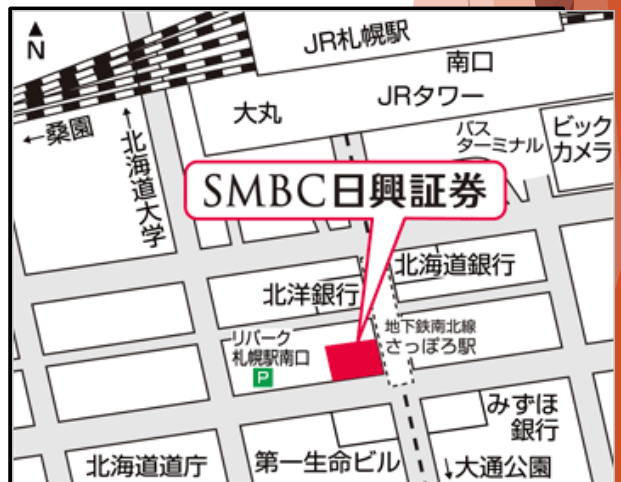 N
JR札幌駅
南口
JRタワー
大丸
バス
ターミナル
ビック
カメラ
←桑園
←北海道大学
SMBC日興証券
北海道銀行
北洋銀行
地下鉄南北線
さっぽろ駅
リパーク
札幌駅南口
P
みずほ
銀行
北海道道庁
第一生命ビル
↓大通公園